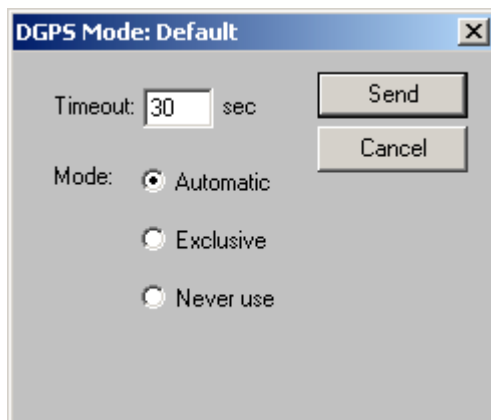 DGPS Mode: Default
Timeout: 30 sec
Send
Cancel
Mode: Automatic
Exclusive
Never use